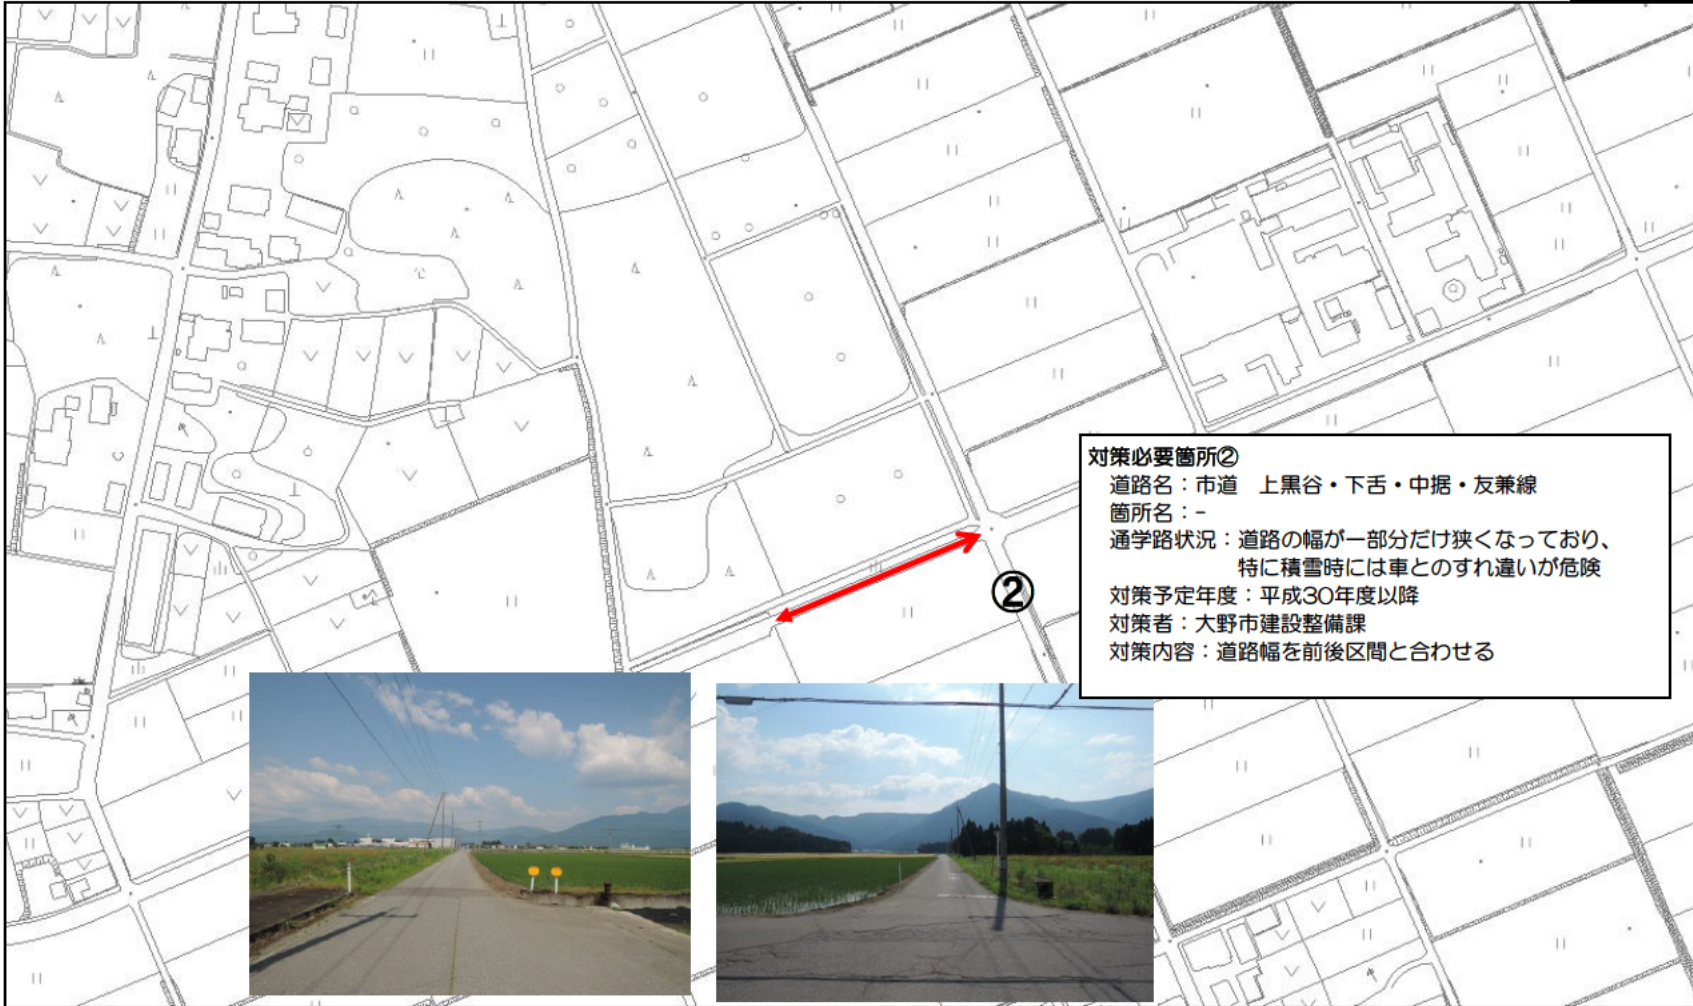 対策必要箇所②
道路名：市道　上黒谷・下舌・中据・友兼線
箇所名：-
通学路状況：道路の幅が一部分だけ狭くなっており、
特に積雪時には車とのすれ違いが危険
対策予定年度：平成30年度以降
対策者：大野市建設整備課
対策内容：道路幅を前後区間と合わせる
②